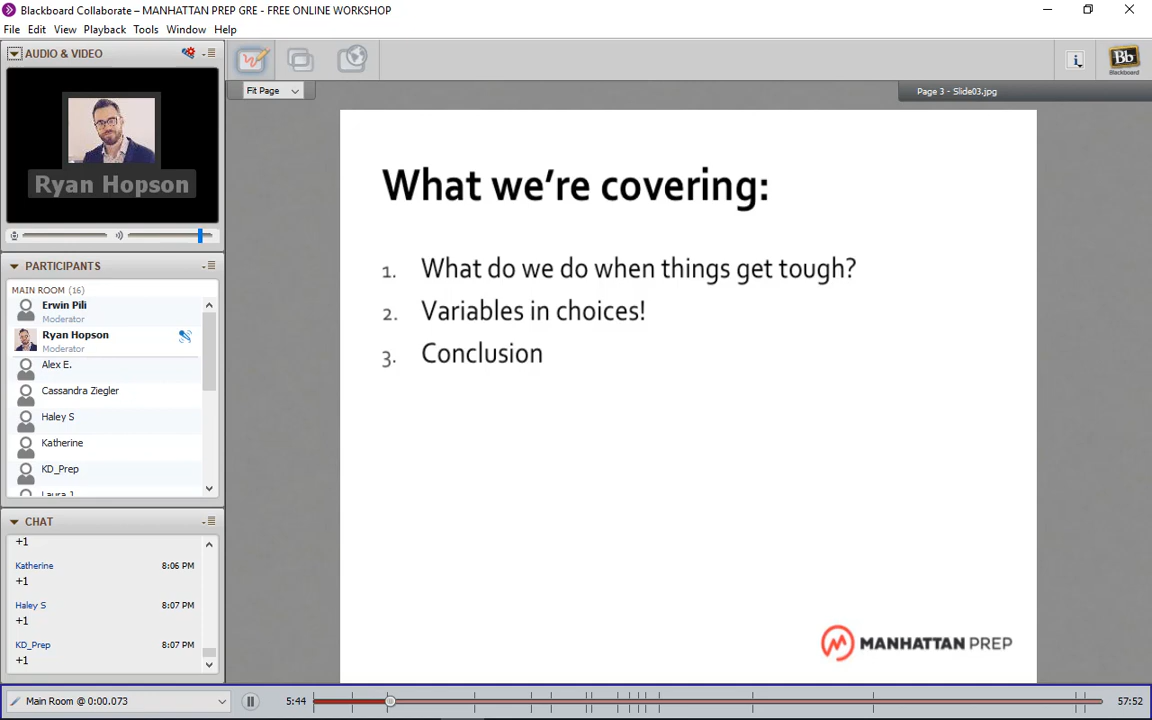 Blackboard Collaborate – MANHATTAN PREP GRE - FREE ONLINE WORKSHOP
File Edit View Playback Tools Window Help
AUDIO & VIDEO
Ryan Hopson
PARTICIPANTS
MAIN ROOM (16)
Erwin Pili
Moderator
Ryan Hopson
Moderator
Alex E.
Cassandra Ziegler
Haley S
Katherine
KD_Prep
Laura J
CHAT
+1
Katherine 8:06 PM
+1
Haley S 8:07 PM
+1
KD_Prep 8:07 PM
+1
Fit Page
Page 3 - Slide03.jpg
i
Bb
Blackboard
What we're covering:
1. What do we do when things get tough?
2. Variables in choices!
3. Conclusion
MANHATTAN PREP
Main Room @ 0:00.073
5:44
57:52